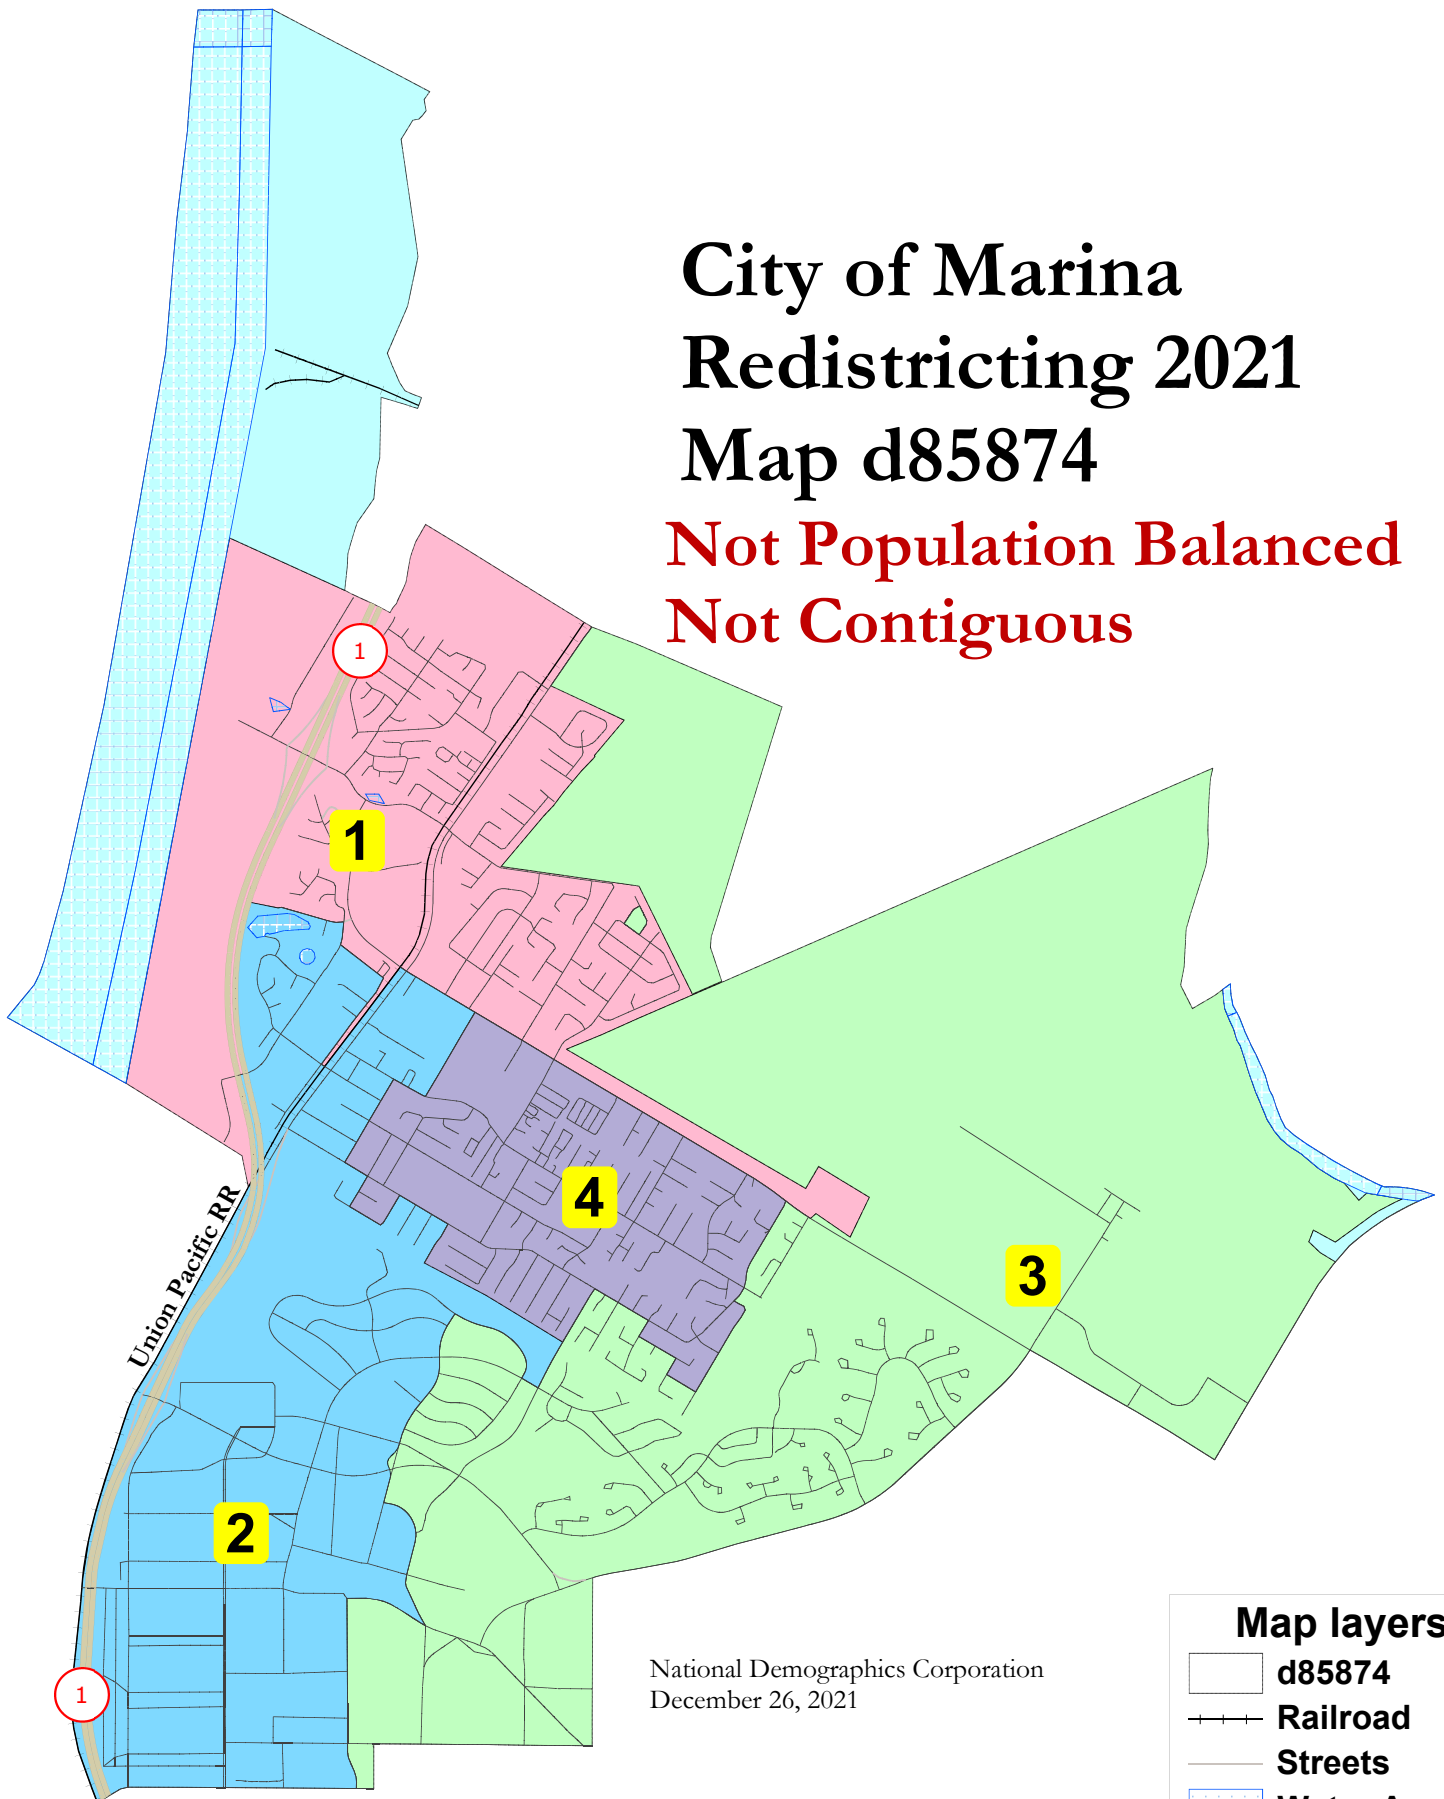 City of Marina
Redistricting 2021
Map d85874
Not Population Balanced
Not Contiguous
1
1
4
3
Union Pacific RR
2
1
National Demographics Corporation
December 26, 2021
Map layers
d85874
Railroad
Streets